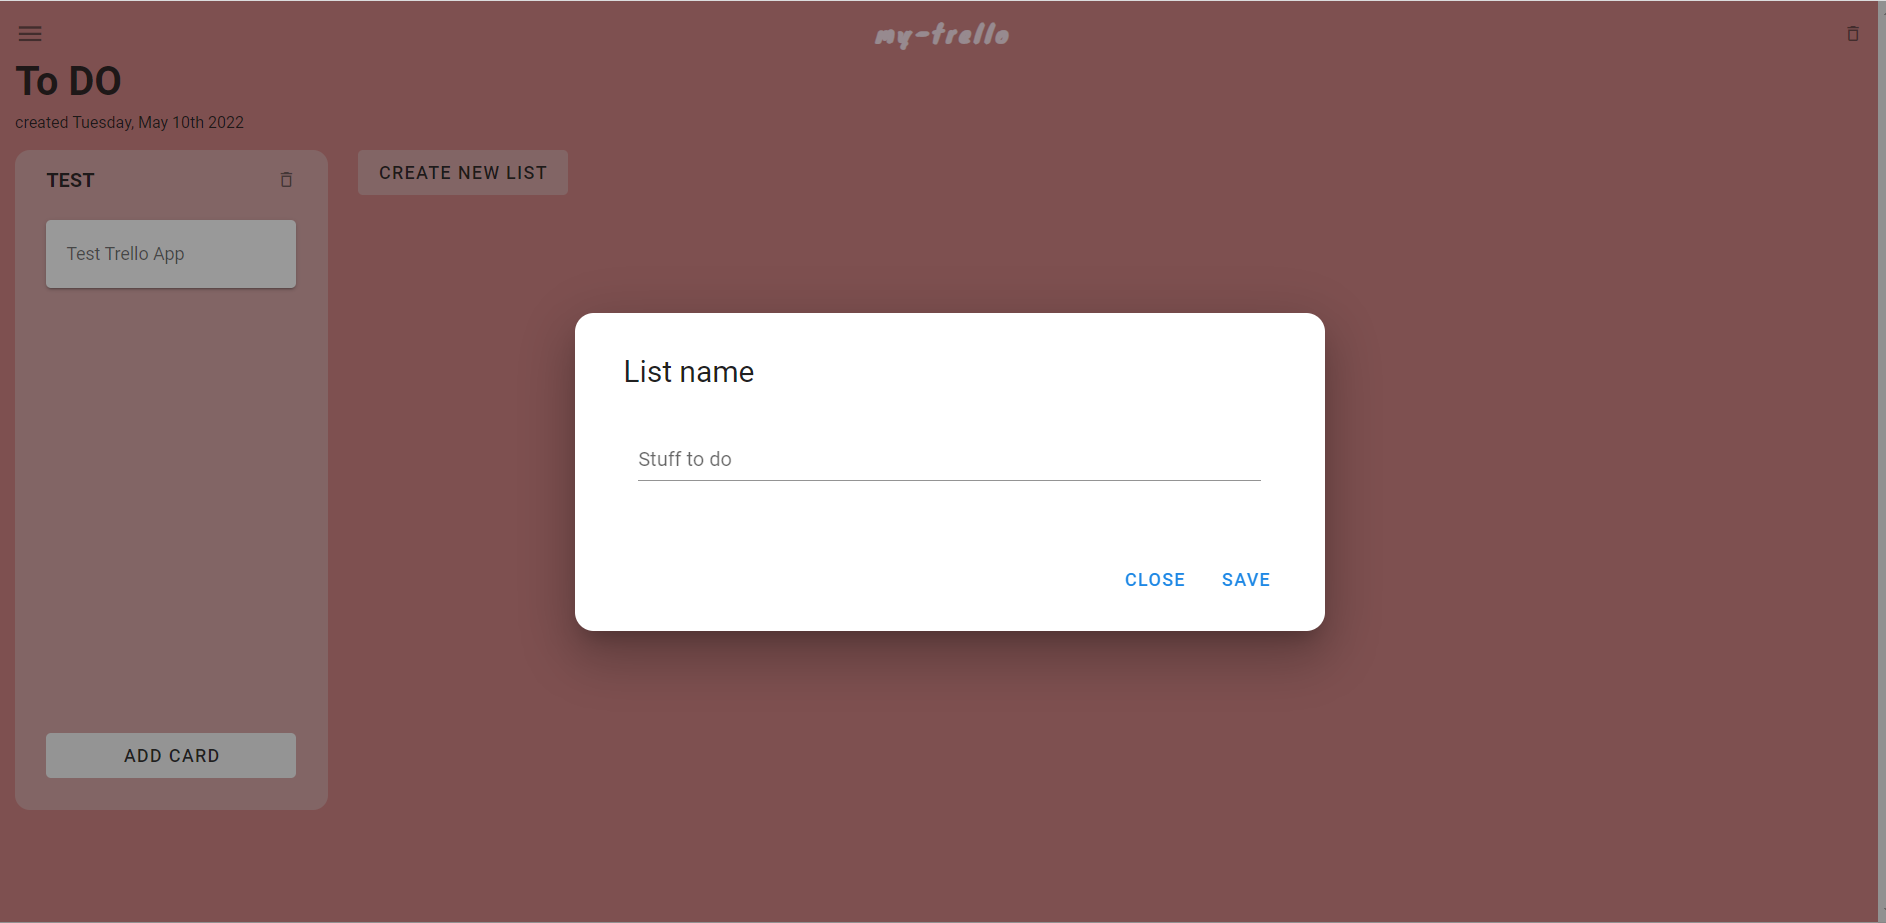 my-trello
To DO
created Tuesday, May 10th 2022
TEST
CREATE NEW LIST
Test Trello App
List name
Stuff to do
CLOSE SAVE
ADD CARD